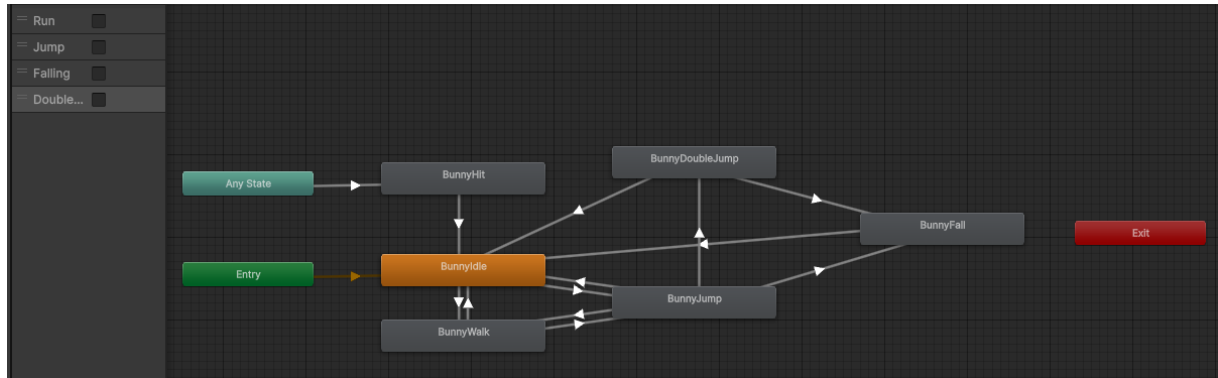 Run
Jump
Falling
Double...
Any State
BunnyHit
BunnyDoubleJump
BunnyFall
Exit
Entry
BunnyIdle
BunnyJump
BunnyWalk